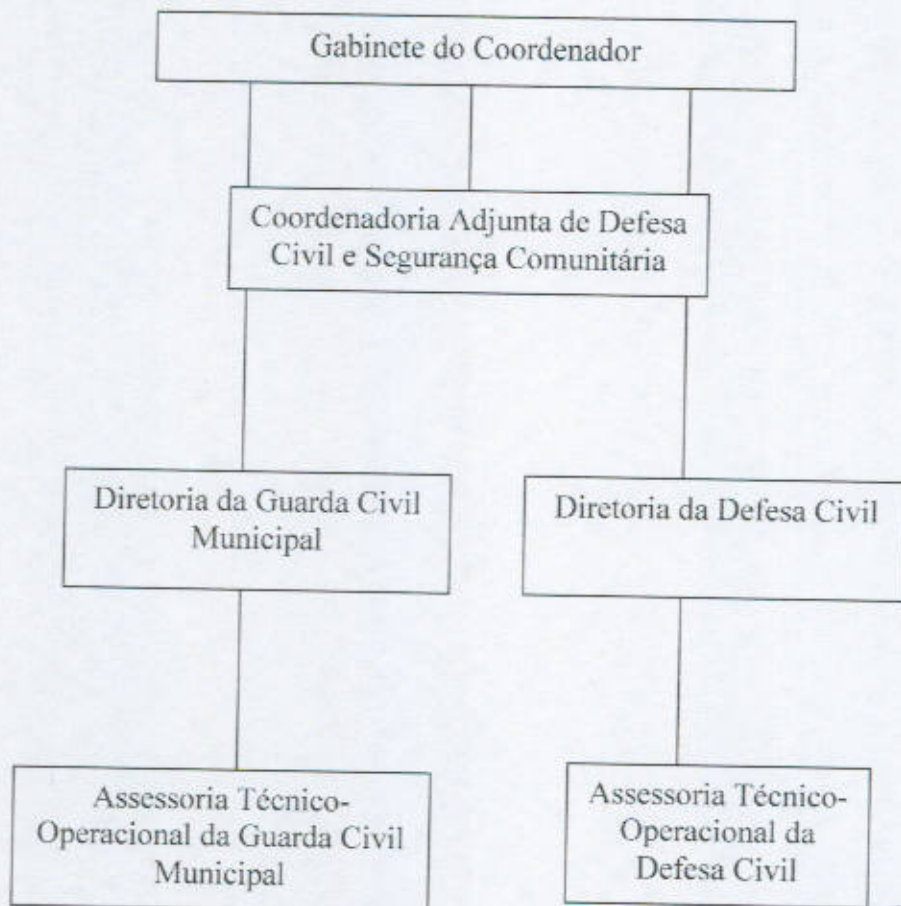 Gabinete do Coordenador
Coordenadoria Adjunta de Defesa
Civil e Segurança Comunitária
Diretoria da Guarda Civil
Municipal
Diretoria da Defesa Civil
Assessoria Técnico-
Operacional da Guarda Civil
Municipal
Assessoria Técnico-
Operacional da
Defesa Civil